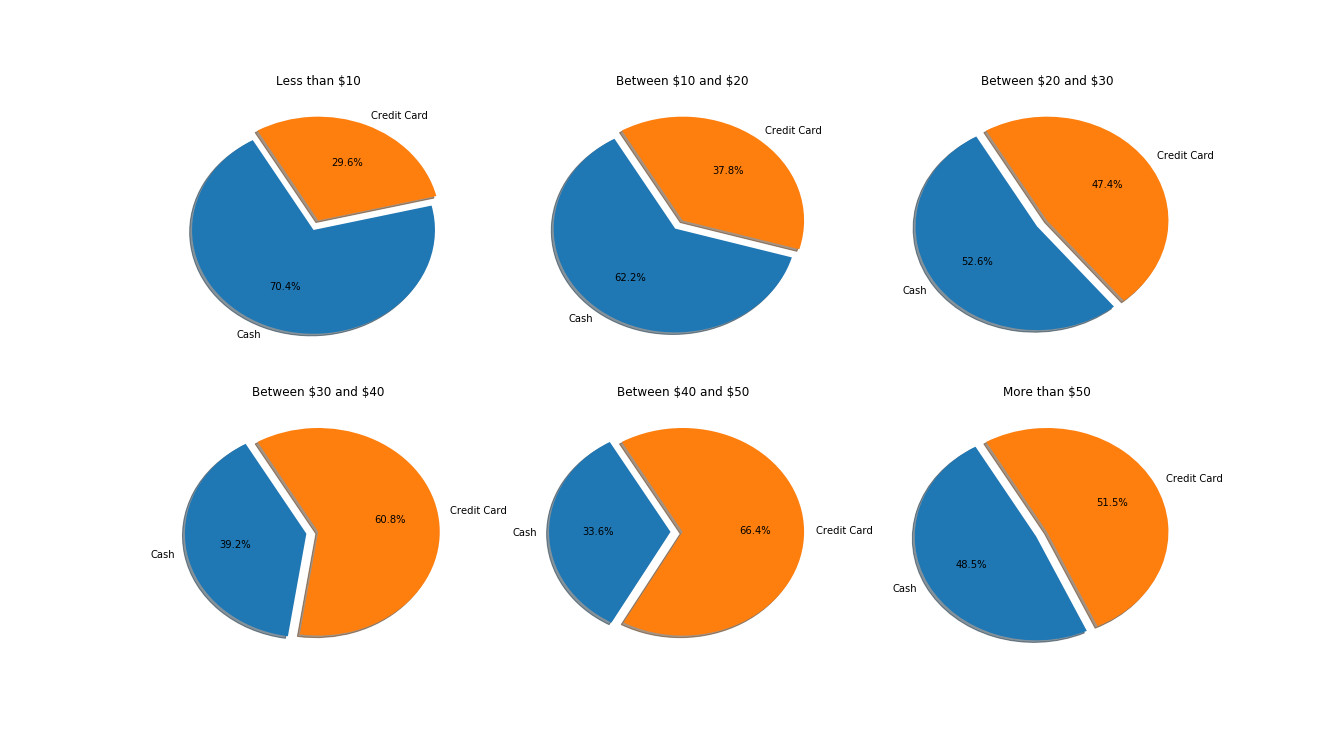 Less than $10
Credit Card
29.6%
70.4%
Cash
Between $10 and $20
Credit Card
37.8%
62.2%
Cash
Between $20 and $30
Credit Card
47.4%
52.6%
Cash
Between $30 and $40
Credit Card
60.8%
39.2%
Cash
Between $40 and $50
Credit Card
66.4%
33.6%
Cash
More than $50
Credit Card
51.5%
48.5%
Cash